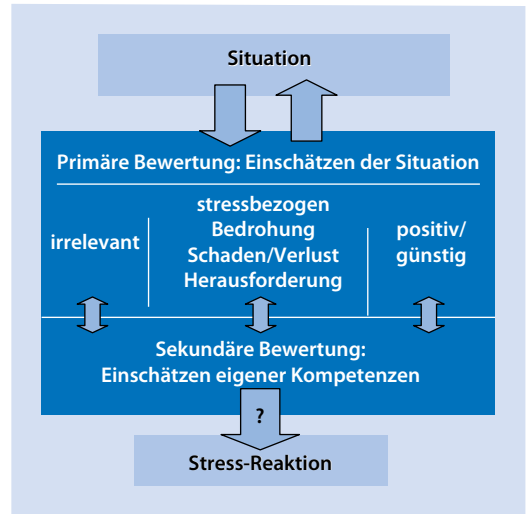 Situation
Primäre Bewertung: Einschätzen der Situation
irrelevant
stressbezogen
Bedrohung
Schaden/Verlust
Herausforderung
positiv/
günstig
Sekundäre Bewertung:
Einschätzen eigener Kompetenzen
?
Stress-Reaktion